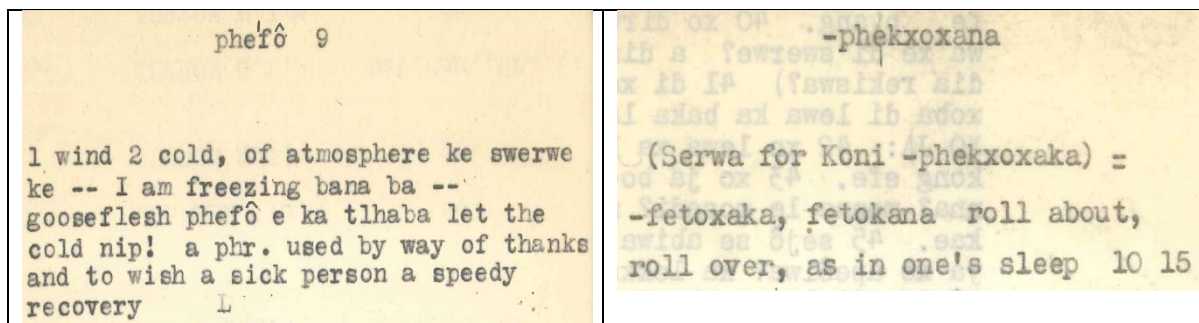 phefô 9
1 wind 2 cold, of atmosphere ke swerwe
ke -- I am freezing bana ba --
gooseflesh phefô e ka tlhaba let the
cold nip! a phr. used by way of thanks
and to wish a sick person a speedy
recovery L
-phekxoxana
(Serwa for Koni -phekxoxaka) =
-fetoxaka, fetokana roll about,
roll over, as in one's sleep 10 15